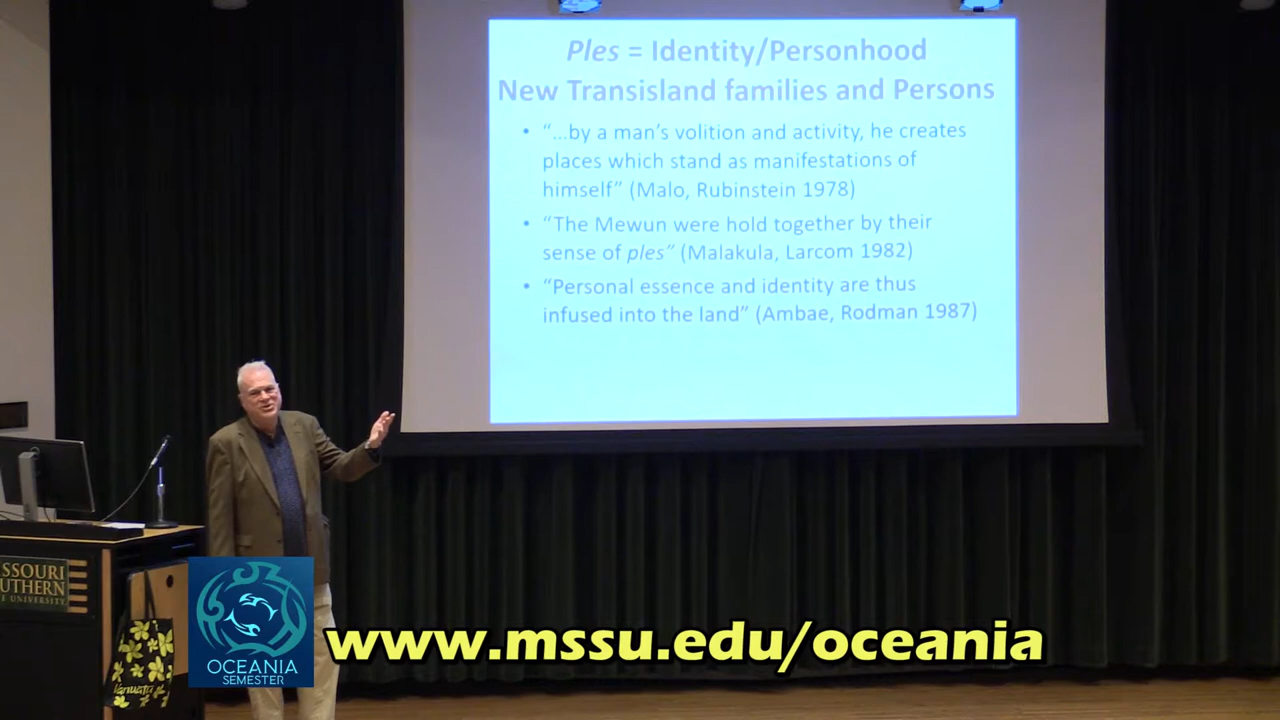 Ples = Identity/Personhood
New Transisland families and Persons
• “...by a man’s volition and activity, he creates
places which stand as manifestations of
himself” (Malo, Rubinstein 1978)
• “The Mewun were hold together by their
sense of ples” (Malakula, Larcom 1982)
• “Personal essence and identity are thus
infused into the land” (Ambae, Rodman 1987)
SSOURI
UTHERN
UNIVERSITY
Vanuatu
OCEANIA
SEMESTER
www.mssu.edu/oceania